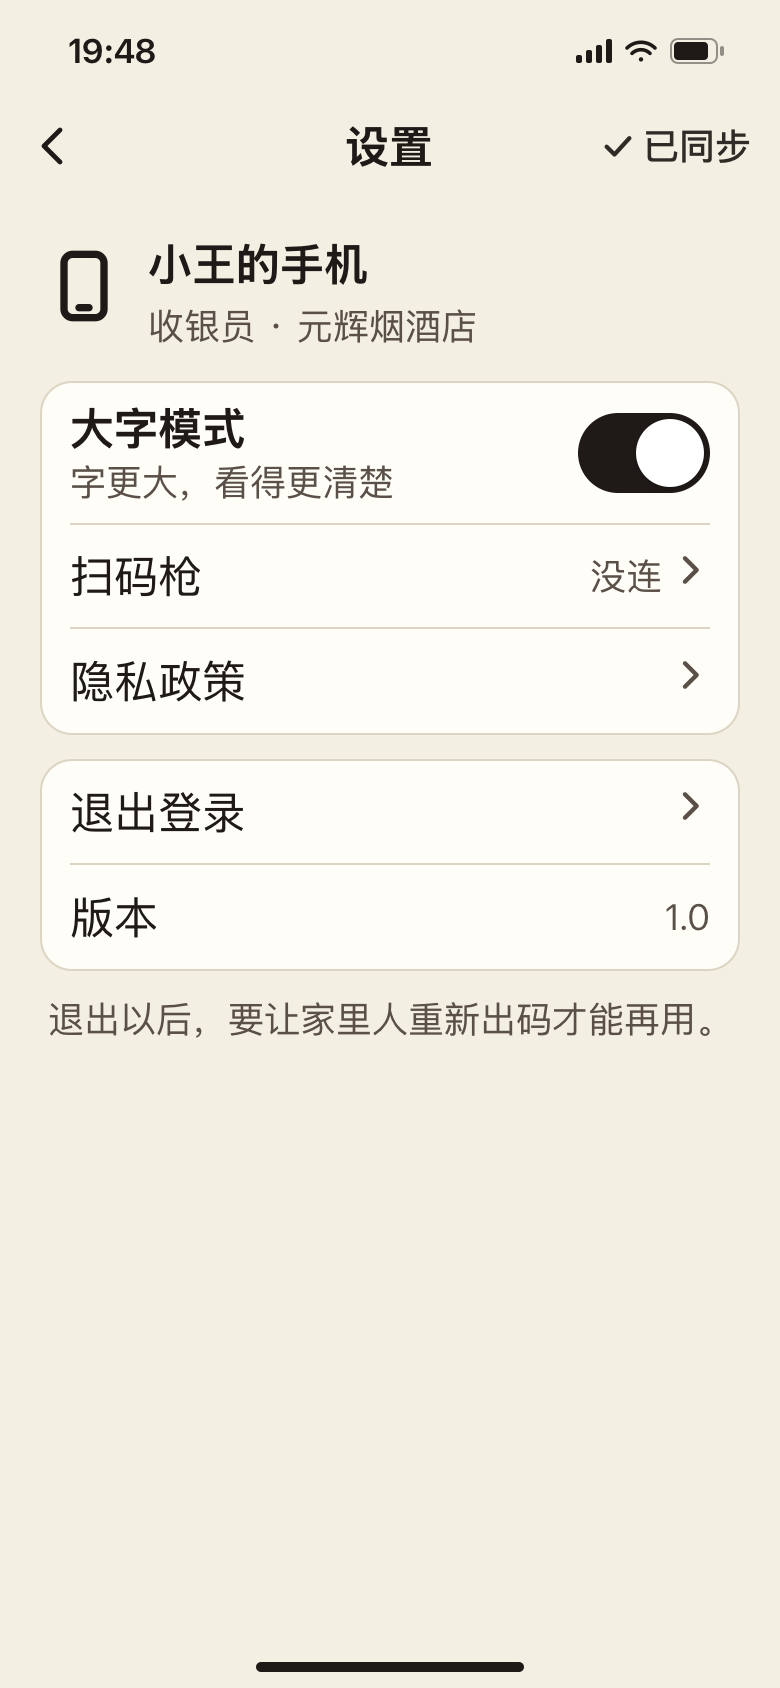 19:48
设置
已同步
小王的手机
收银员 · 元辉烟酒店
大字模式
字更大，看得更清楚
扫码枪
没连
隐私政策
退出登录
版本
1.0
退出以后，要让家里人重新出码才能再用。